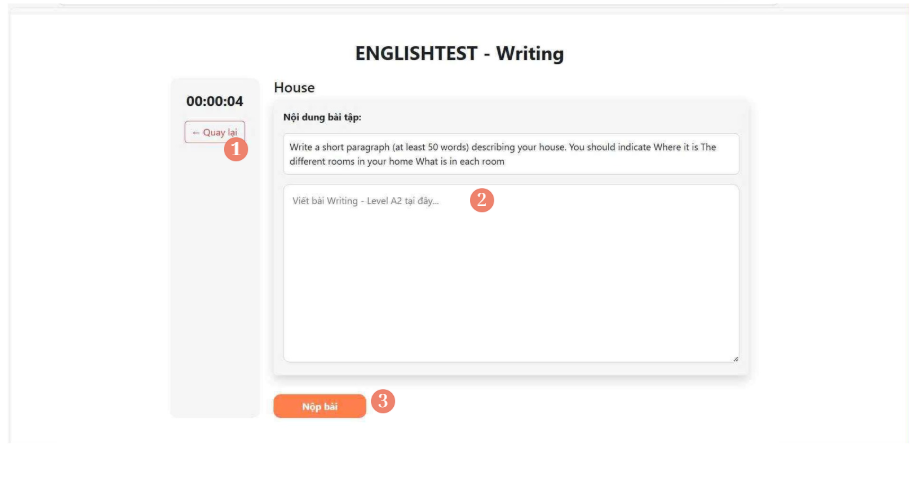 ENGLISHTEST - Writing
00:00:04
← Quay lại
1
House
Nội dung bài tập:
Write a short paragraph (at least 50 words) describing your house. You should indicate Where it is The
different rooms in your home What is in each room
Viết bài Writing - Level A2 tại đây...
2
Nộp bài
3